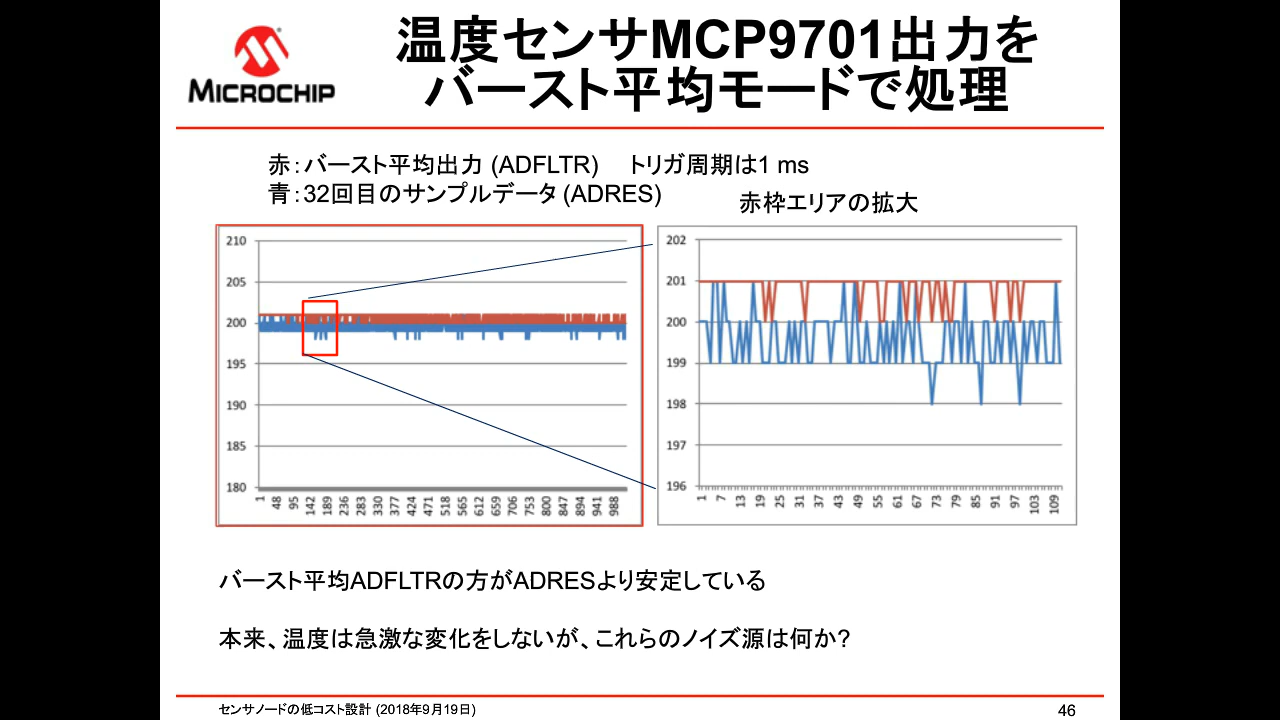 MICROCHIP
温度センサMCP9701出力を
バースト平均モードで処理
赤：バースト平均出力 (ADFLTR)　トリガ周期は1 ms
青：32回目のサンプルデータ (ADRES)
赤枠エリアの拡大
210
205
200
195
190
185
180
1 48 95 142 189 236 283 330 377 424 471 518 565 612 659 706 753 800 847 894 941 988
202
201
200
199
198
197
196
1 7 13 19 25 31 37 43 49 55 61 67 73 79 85 91 97 103 109
バースト平均ADFLTRの方がADRESより安定している
本来、温度は急激な変化をしないが、これらのノイズ源は何か?
センサノードの低コスト設計 (2018年9月19日)
46